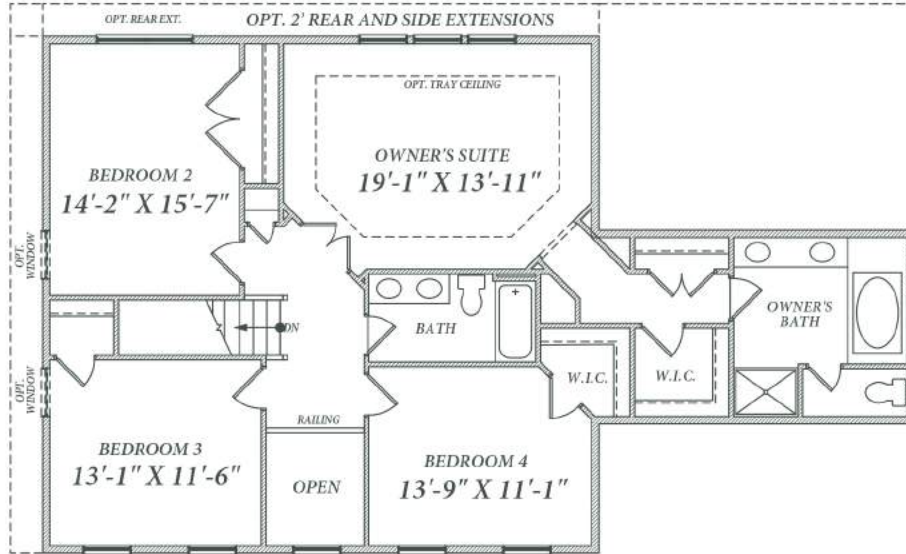 OPT. REAR EXT.
OPT. 2' REAR AND SIDE EXTENSIONS
OPT. TRAY CEILING
OWNER'S SUITE
19'-1" X 13'-11"
BEDROOM 2
14'-2" X 15'-7"
OPT.
WINDOW
DN
BATH
OWNER'S
BATH
W.I.C.
W.I.C.
OPT.
WINDOW
RAILING
BEDROOM 3
13'-1" X 11'-6"
OPEN
BEDROOM 4
13'-9" X 11'-1"